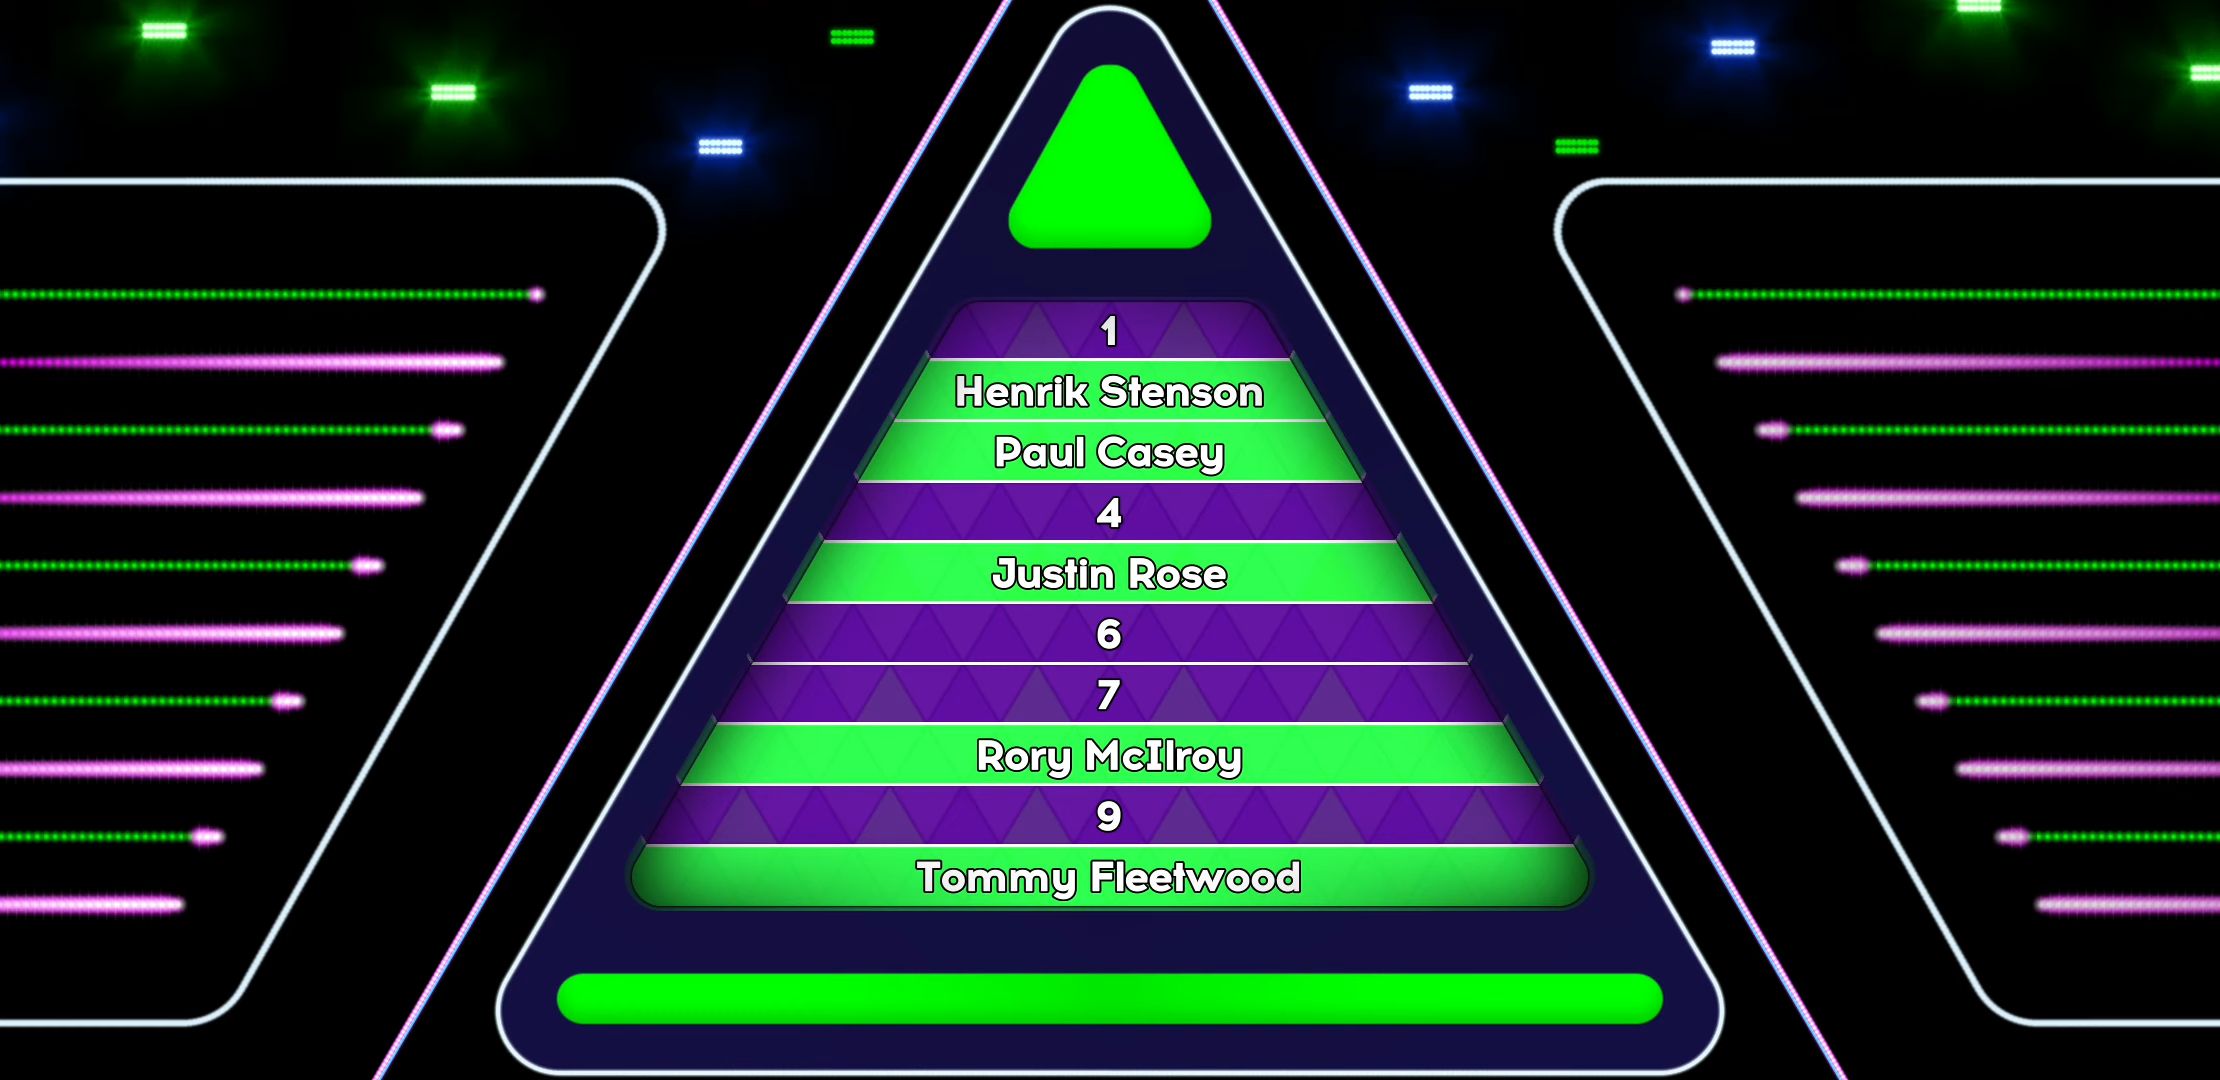 1
Henrik Stenson
Paul Casey
4
Justin Rose
6
7
Rory McIlroy
9
Tommy Fleetwood